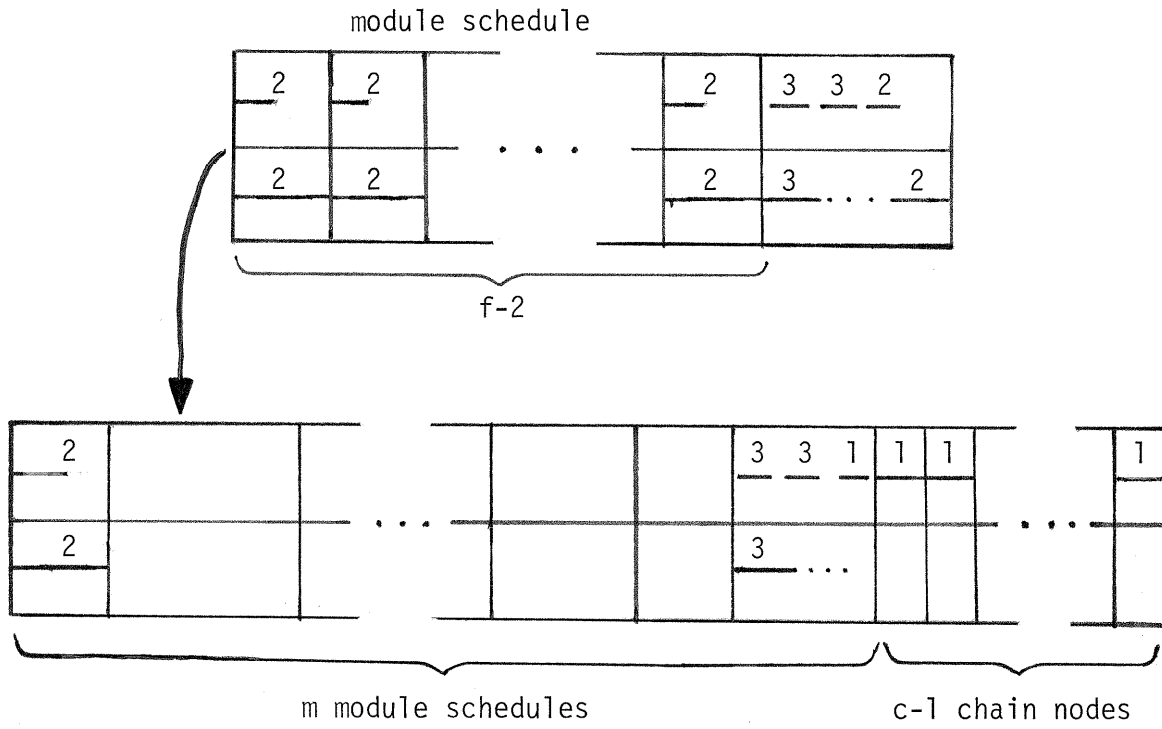 module schedule
2 2 2 3 3 2
. . .
2 2 2 3 . . . . 2
f-2
2 3 3 1 1 1 1
. . . . . . .
2 3 . . .
m module schedules
c-1 chain nodes